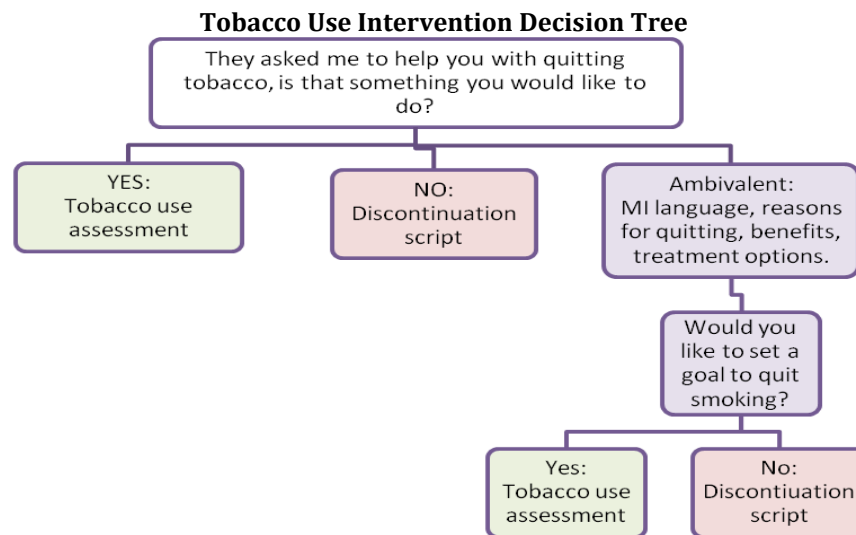 Tobacco Use Intervention Decision Tree
They asked me to help you with quitting
tobacco, is that something you would like to
do?
YES:
Tobacco use
assessment
NO:
Discontinuation
script
Ambivalent:
MI language, reasons
for quitting, benefits,
treatment options.
Would you
like to set a
goal to quit
smoking?
Yes:
Tobacco use
assessment
No:
Discontiuation
script